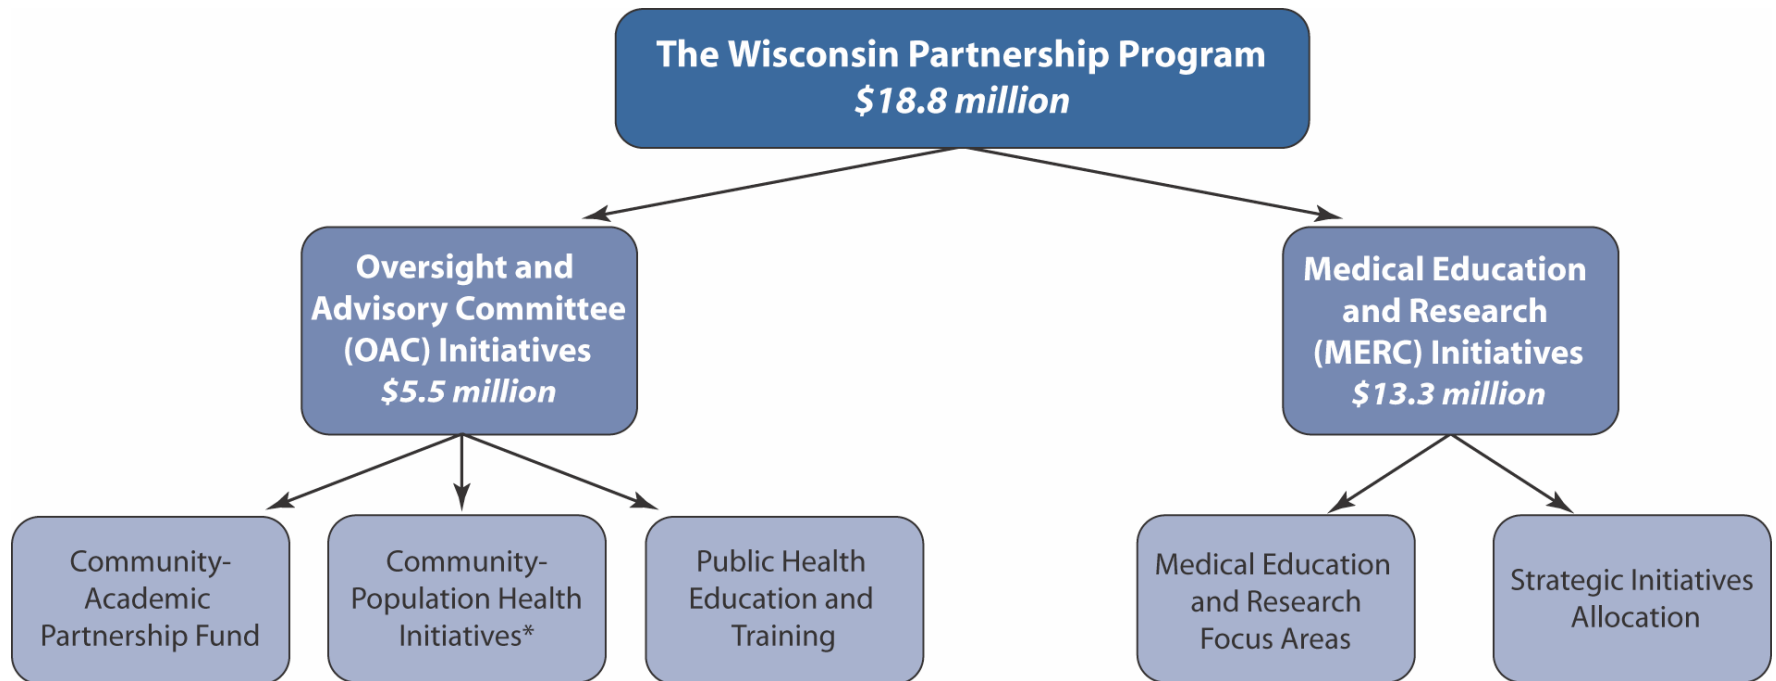 The Wisconsin Partnership Program
$18.8 million
Oversight and
Advisory Committee
(OAC) Initiatives
$5.5 million
Medical Education
and Research
(MERC) Initiatives
$13.3 million
Community-
Academic
Partnership Fund
Community-
Population Health
Initiatives*
Public Health
Education and
Training
Medical Education
and Research
Focus Areas
Strategic Initiatives
Allocation